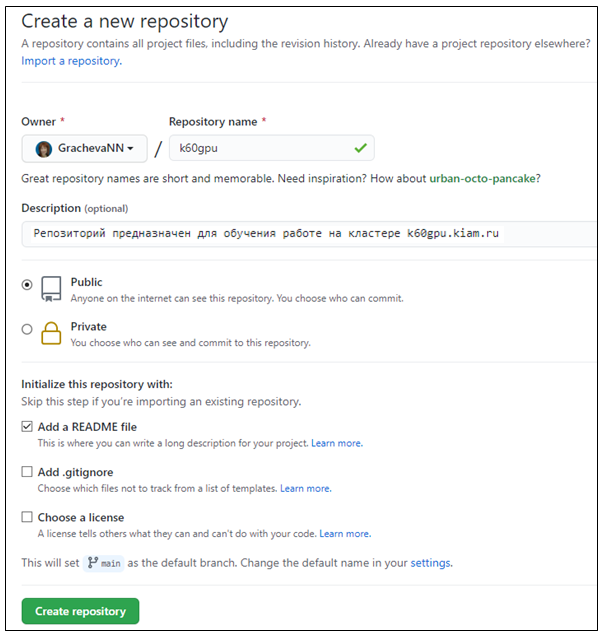 Create a new repository
A repository contains all project files, including the revision history. Already have a project repository elsewhere?
Import a repository.
Owner * Repository name *
GrachevaNN / k60gpu
Great repository names are short and memorable. Need inspiration? How about urban-octo-pancake?
Description (optional)
Репозиторий предназначен для обучения работе на кластере k60gpu.kiam.ru
Public
Anyone on the internet can see this repository. You choose who can commit.
Private
You choose who can see and commit to this repository.
Initialize this repository with:
Skip this step if you're importing an existing repository.
Add a README file
This is where you can write a long description for your project. Learn more.
Add .gitignore
Choose which files not to track from a list of templates. Learn more.
Choose a license
A license tells others what they can and can't do with your code. Learn more.
This will set main as the default branch. Change the default name in your settings.
Create repository